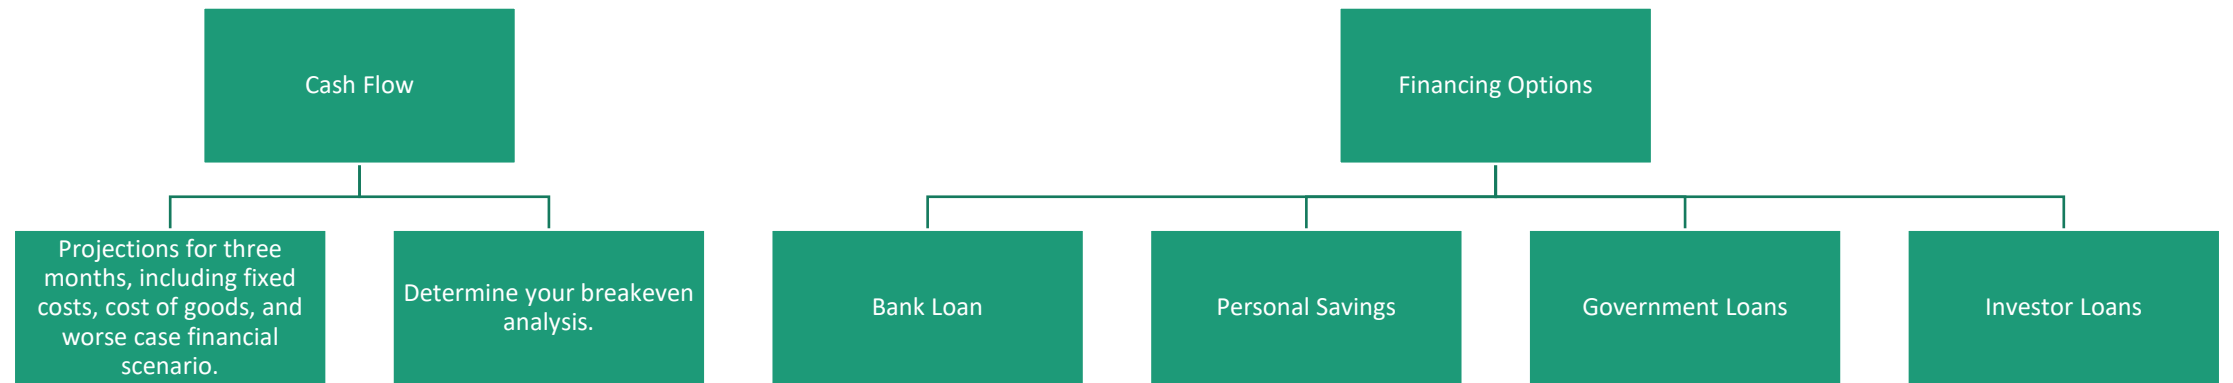 Cash Flow
Financing Options
Projections for three
months, including fixed
costs, cost of goods, and
worse case financial
scenario.
Determine your breakeven
analysis.
Bank Loan
Personal Savings
Government Loans
Investor Loans